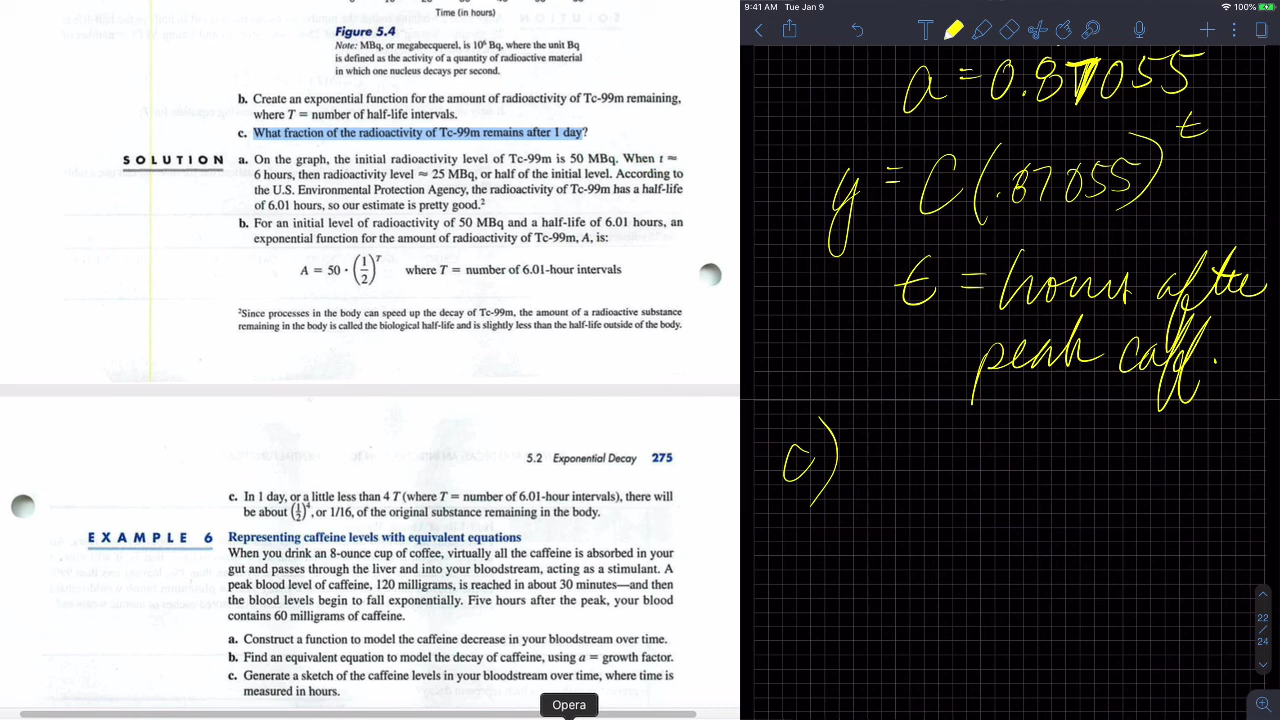 Time (in hours)
Figure 5.4
Note: MBq, or megabecquerel, is 10⁶ Bq, where the unit Bq
is defined as the activity of a quantity of radioactive material
in which one nucleus decays per second.
b. Create an exponential function for the amount of radioactivity of Tc-99m remaining,
where T = number of half-life intervals.
c. What fraction of the radioactivity of Tc-99m remains after 1 day?
SOLUTION
a. On the graph, the initial radioactivity level of Tc-99m is 50 MBq. When t ≈
6 hours, then radioactivity level ≈ 25 MBq, or half of the initial level. According to
the U.S. Environmental Protection Agency, the radioactivity of Tc-99m has a half-life
of 6.01 hours, so our estimate is pretty good.²
b. For an initial level of radioactivity of 50 MBq and a half-life of 6.01 hours, an
exponential function for the amount of radioactivity of Tc-99m, A, is:
A = 50 · (1/2)^T where T = number of 6.01-hour intervals
²Since processes in the body can speed up the decay of Tc-99m, the amount of a radioactive substance
remaining in the body is called the biological half-life and is slightly less than the half-life outside of the body.
5.2 Exponential Decay 275
c. In 1 day, or a little less than 4 T (where T = number of 6.01-hour intervals), there will
be about (1/2)^4, or 1/16, of the original substance remaining in the body.
EXAMPLE 6
Representing caffeine levels with equivalent equations
When you drink an 8-ounce cup of coffee, virtually all the caffeine is absorbed in your
gut and passes through the liver and into your bloodstream, acting as a stimulant. A
peak blood level of caffeine, 120 milligrams, is reached in about 30 minutes—and then
the blood levels begin to fall exponentially. Five hours after the peak, your blood
contains 60 milligrams of caffeine.
a. Construct a function to model the caffeine decrease in your bloodstream over time.
b. Find an equivalent equation to model the decay of caffeine, using a = growth factor.
c. Generate a sketch of the caffeine levels in your bloodstream over time, where time is
measured in hours.
Opera
9:41 AM Tue Jan 9
100%
a = 0.87055
y = C(.87055)^t
t = hours after
peak caff.
c)
22
24